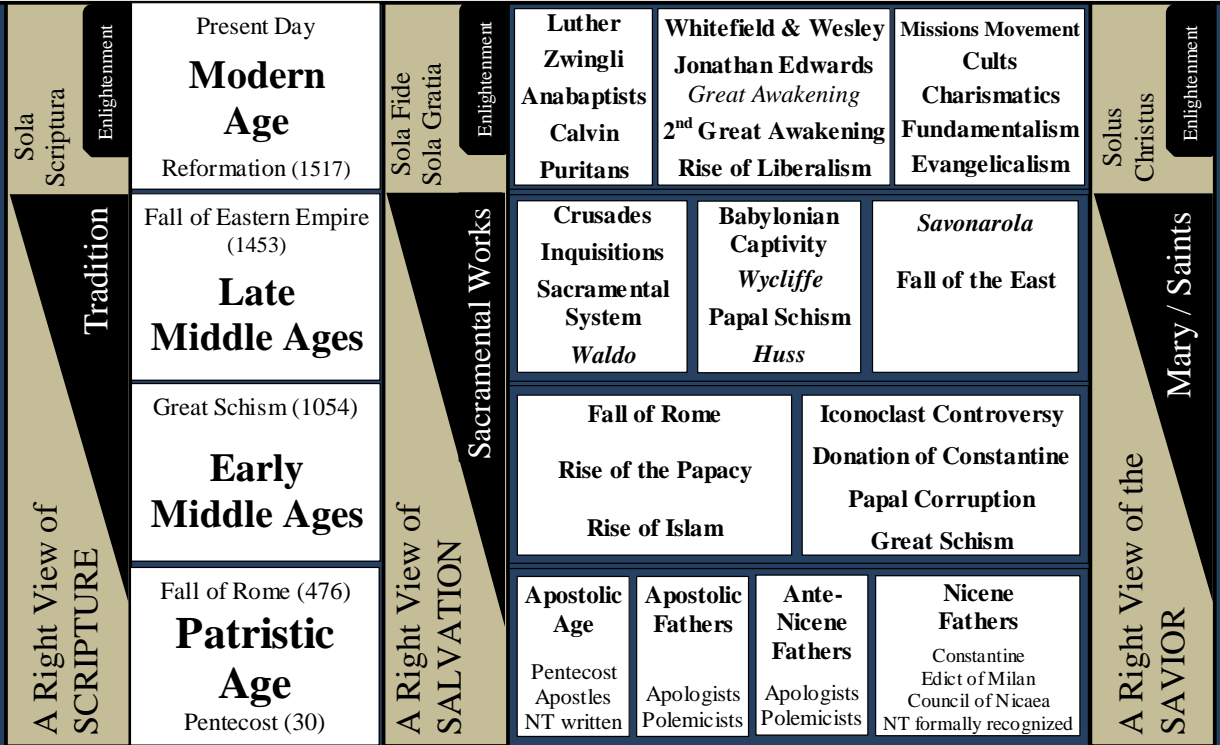 Sola
Scriptura
Enlightenment
Tradition
A Right View of
SCRIPTURE
Present Day
Modern
Age
Reformation (1517)
Fall of Eastern Empire
(1453)
Late
Middle Ages
Great Schism (1054)
Early
Middle Ages
Fall of Rome (476)
Patristic
Age
Pentecost (30)
Sola Fide
Sola Gratia
Enlightenment
Sacramental Works
A Right View of
SALVATION
Luther
Zwingli
Anabaptists
Calvin
Puritans
Whitefield & Wesley
Jonathan Edwards
Great Awakening
2nd Great Awakening
Rise of Liberalism
Missions Movement
Cults
Charismatics
Fundamentalism
Evangelicalism
Crusades
Inquisitions
Sacramental
System
Waldo
Babylonian
Captivity
Wycliffe
Papal Schism
Huss
Savonarola
Fall of the East
Fall of Rome
Rise of the Papacy
Rise of Islam
Iconoclast Controversy
Donation of Constantine
Papal Corruption
Great Schism
Apostolic
Age
Pentecost
Apostles
NT written
Apostolic
Fathers
Apologists
Polemicists
Ante-
Nicene
Fathers
Apologists
Polemicists
Nicene
Fathers
Constantine
Edict of Milan
Council of Nicaea
NT formally recognized
Solus
Christus
Enlightenment
Mary / Saints
A Right View of the
SAVIOR